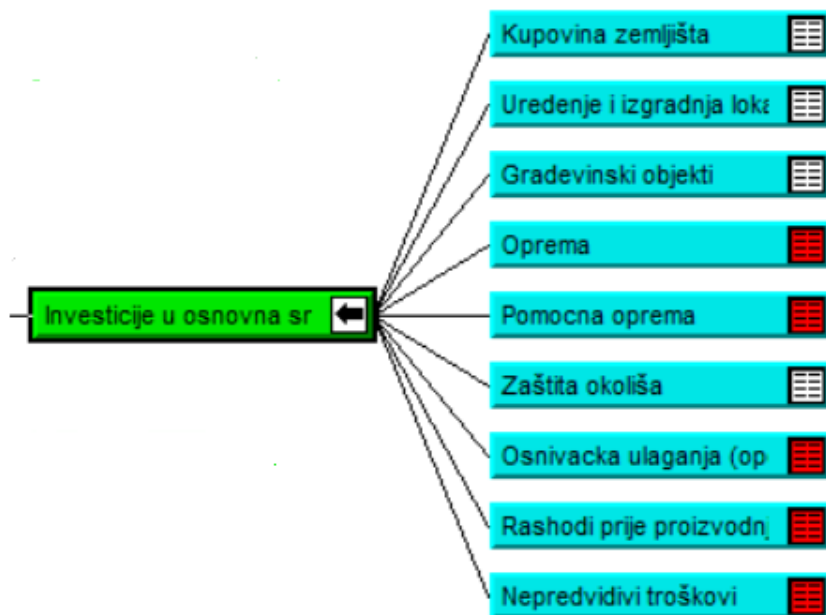 Kupovina zemljišta
Uredenje i izgradnja loka
Gradevinski objekti
Oprema
Investicije u osnovna sr
Pomocna oprema
Zaštita okoliša
Osnivacka ulaganja (op
Rashodi prije proizvodnj
Nepredvidivi troškovi